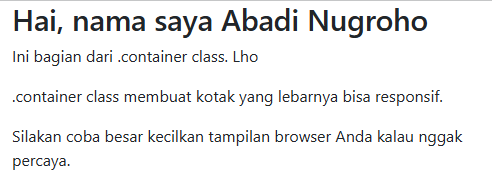 Hai, nama saya Abadi Nugroho
Ini bagian dari .container class. Lho
.container class membuat kotak yang lebarnya bisa responsif.
Silakan coba besar kecilkan tampilan browser Anda kalau nggak
percaya.